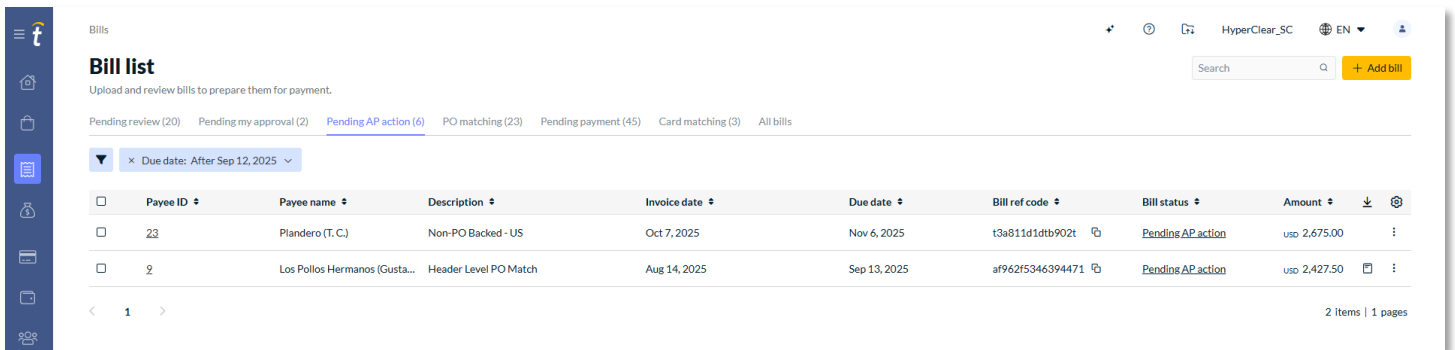 t
Bills
HyperClear_SC
EN
Bill list
Search
+ Add bill
Upload and review bills to prepare them for payment.
Pending review (20) Pending my approval (2) Pending AP action (6) PO matching (23) Pending payment (45) Card matching (3) All bills
× Due date: After Sep 12, 2025
Payee ID Payee name Description Invoice date Due date Bill ref code Bill status Amount
23 Plandero (T. C.) Non-PO Backed - US Oct 7, 2025 Nov 6, 2025 t3a811d1dtb902t Pending AP action USD 2,675.00
9 Los Pollos Hermanos (Gusta... Header Level PO Match Aug 14, 2025 Sep 13, 2025 af962f5346394471 Pending AP action USD 2,427.50
< 1 >
2 items | 1 pages